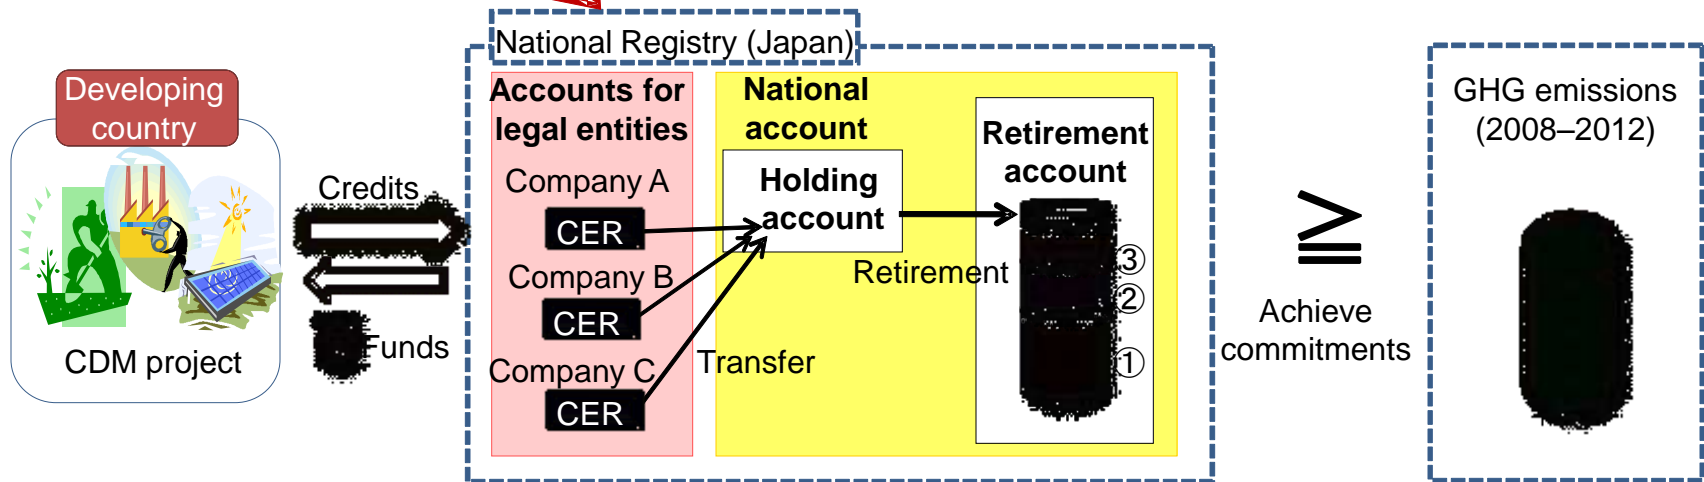 National Registry (Japan)
Developing
country
CDM project
Credits
Funds
Accounts for
legal entities
Company A
CER
Company B
CER
Company C
CER
Transfer
National
account
Holding
account
Retirement
Retirement
account
③
②
①
≧
Achieve
commitments
GHG emissions
(2008–2012)